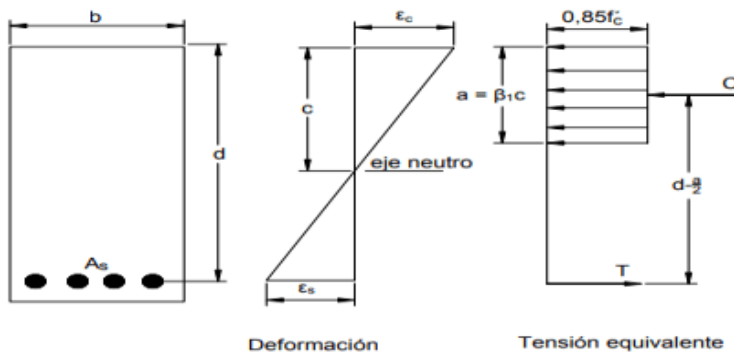 b
d
As
εc
c
eje neutro
εs
Deformación
0,85f'c
a = β1c
C
d-a/2
T
Tensión equivalente